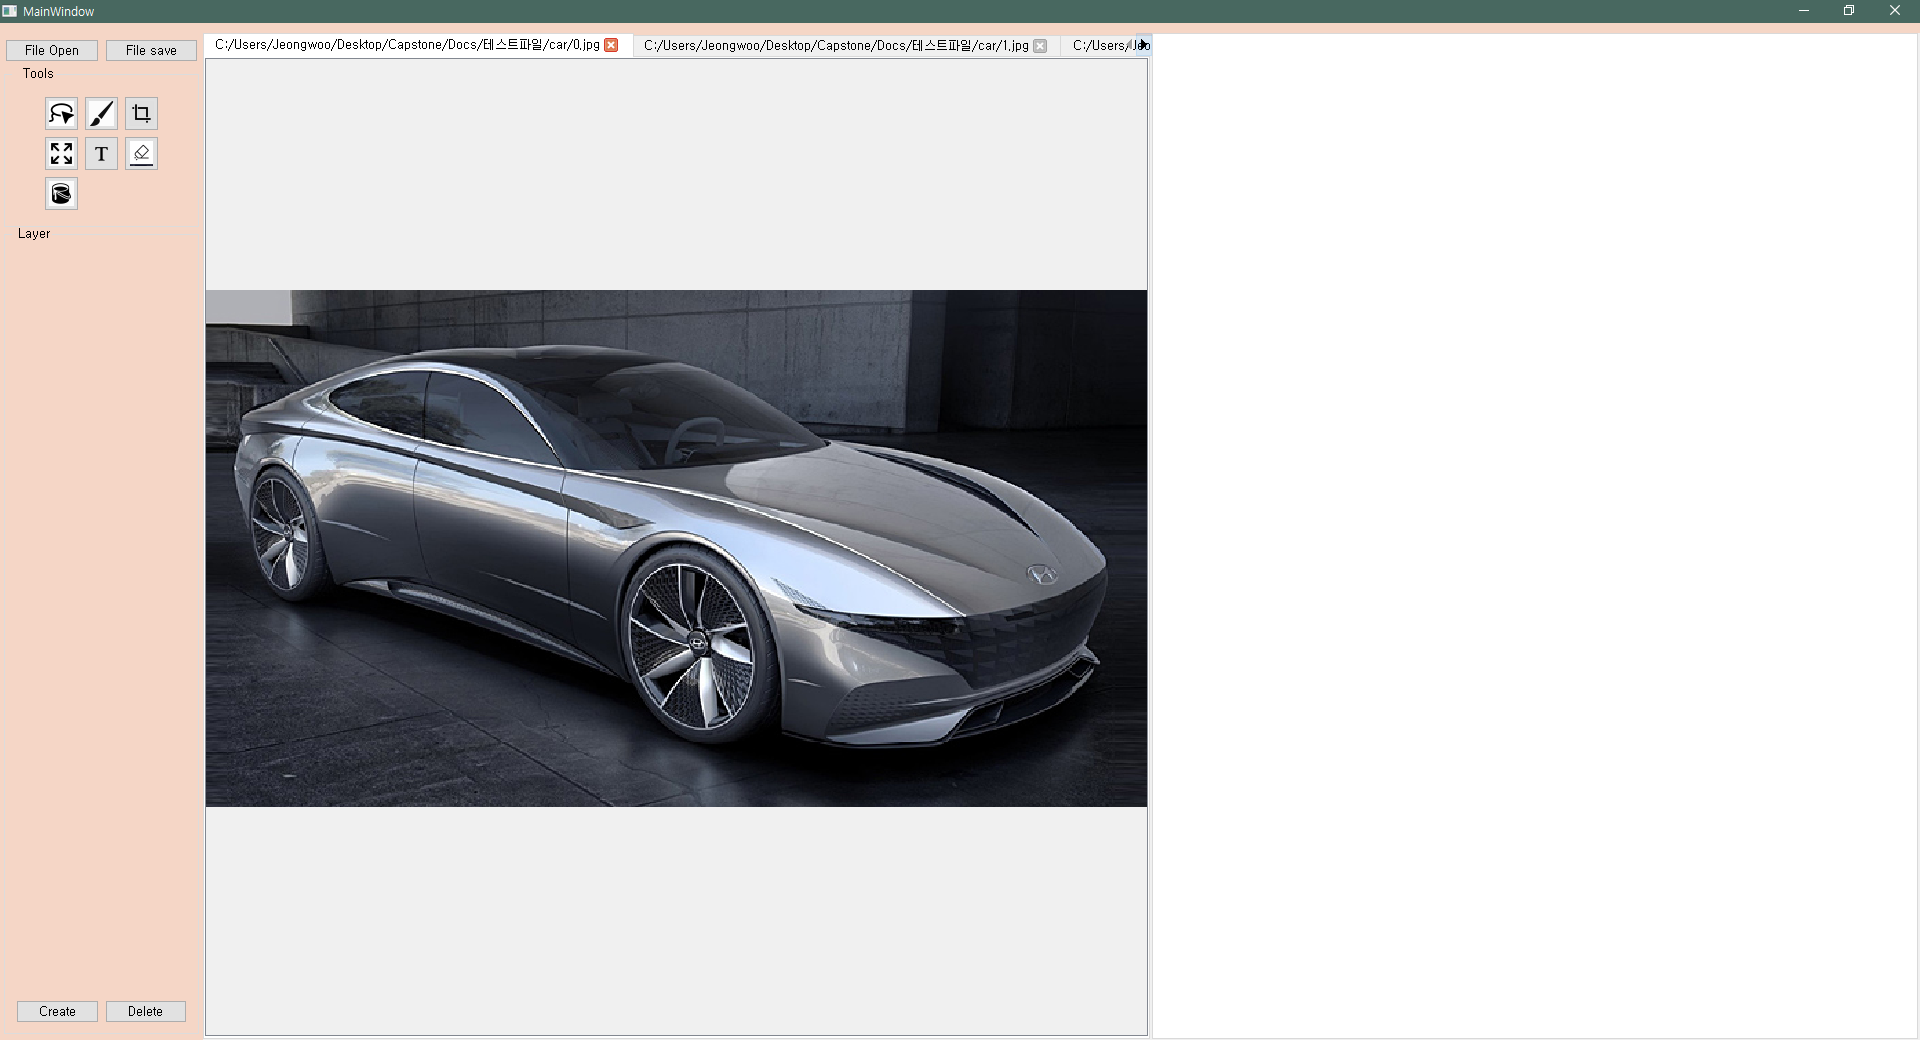 MainWindow
File Open
File save
C:/Users/Jeongwoo/Desktop/Capstone/Docs/테스트파일/car/0.jpg
C:/Users/Jeongwoo/Desktop/Capstone/Docs/테스트파일/car/1.jpg
C:/Users/Jeo
Tools
T
Layer
Create
Delete